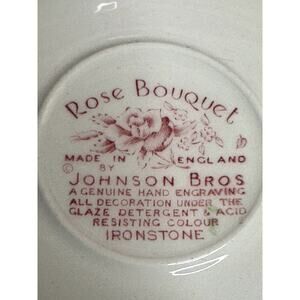 Rose Bouquet
MADE IN ENGLAND
© BY
JOHNSON BROS
A GENUINE HAND ENGRAVING
ALL DECORATION UNDER THE
GLAZE DETERGENT & ACID
RESISTING COLOUR
IRONSTONE